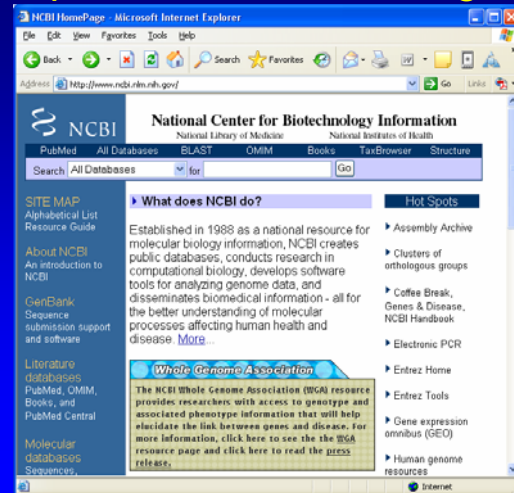 NCBI HomePage - Microsoft Internet Explorer
File Edit View Favorites Tools Help
Back Search Favorites
Address http://www.ncbi.nlm.nih.gov/ Go Links
NCBI
National Center for Biotechnology Information
National Library of Medicine National Institutes of Health
PubMed All Databases BLAST OMIM Books TaxBrowser Structure
Search All Databases for Go
SITE MAP
Alphabetical List
Resource Guide
About NCBI
An introduction to
NCBI
GenBank
Sequence
submission support
and software
Literature
databases
PubMed, OMIM,
Books, and
PubMed Central
Molecular
databases
Sequences,
What does NCBI do?
Established in 1988 as a national resource for
molecular biology information, NCBI creates
public databases, conducts research in
computational biology, develops software
tools for analyzing genome data, and
disseminates biomedical information - all for
the better understanding of molecular
processes affecting human health and
disease. More...
Whole Genome Association
The NCBI Whole Genome Association (WGA) resource
provides researchers with access to genotype and
associated phenotype information that will help
elucidate the link between genes and disease. For
more information, click here to see the the WGA
resource page and click here to read the press
release.
Hot Spots
Assembly Archive
Clusters of
orthologous groups
Coffee Break,
Genes & Disease,
NCBI Handbook
Electronic PCR
Entrez Home
Entrez Tools
Gene expression
omnibus (GEO)
Human genome
resources
Internet